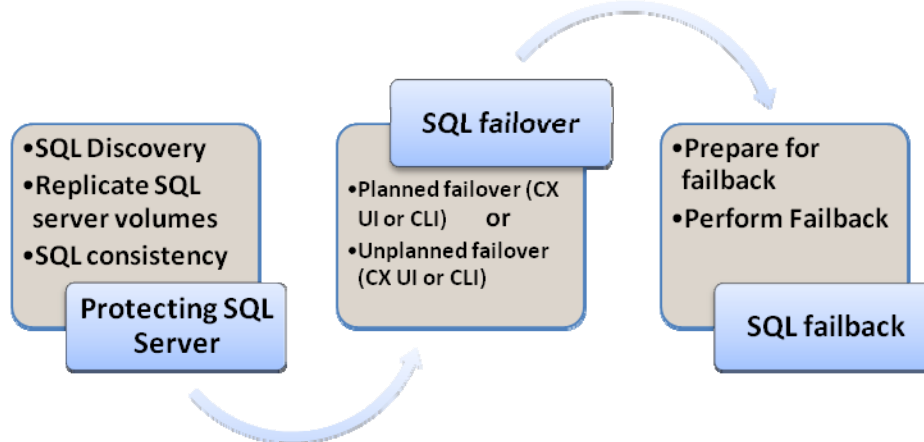 •SQL Discovery
•Replicate SQL
server volumes
•SQL consistency
Protecting SQL
Server
SQL failover
•Planned failover (CX
UI or CLI) or
•Unplanned failover
(CX UI or CLI)
•Prepare for
failback
•Perform Failback
SQL failback